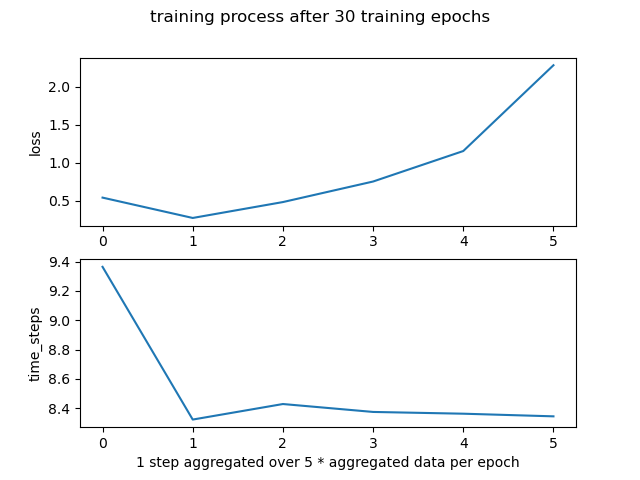 training process after 30 training epochs
2.0
1.5
1.0
0.5
loss
0 1 2 3 4 5
9.4
9.2
9.0
8.8
8.6
8.4
time_steps
0 1 2 3 4 5
1 step aggregated over 5 * aggregated data per epoch